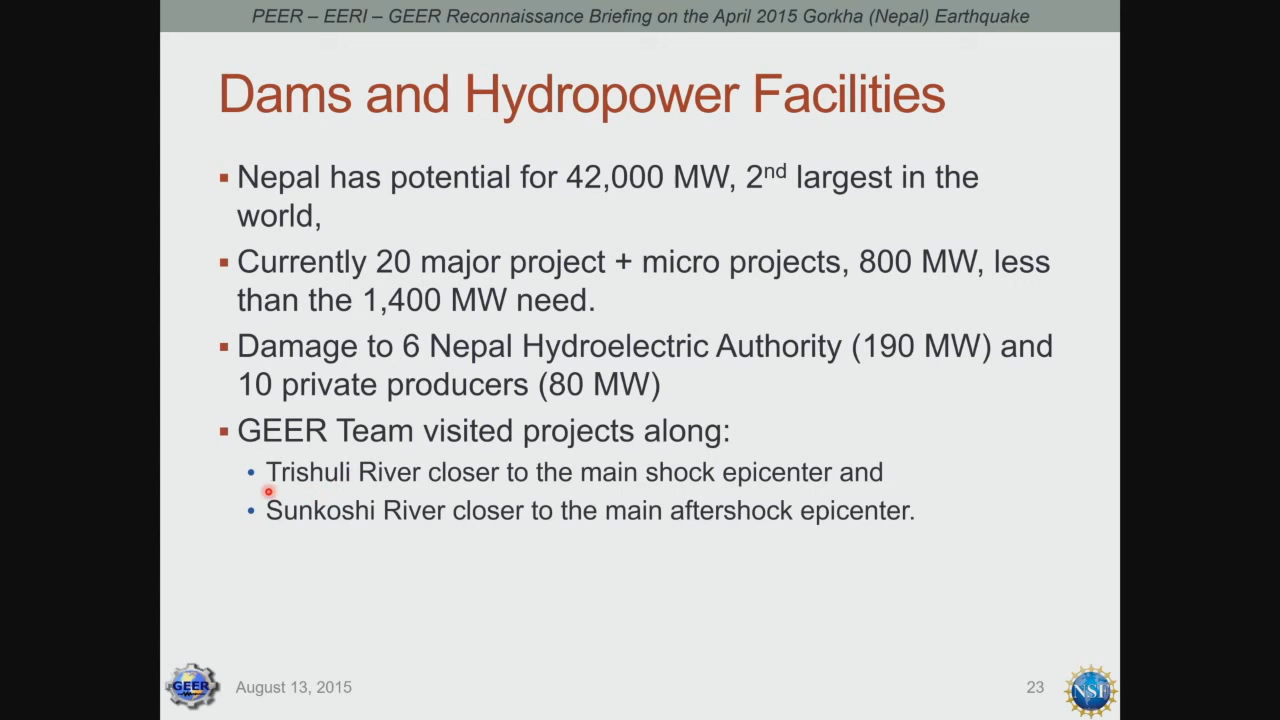 PEER – EERI – GEER Reconnaissance Briefing on the April 2015 Gorkha (Nepal) Earthquake
Dams and Hydropower Facilities
▪ Nepal has potential for 42,000 MW, 2nd largest in the
world,
▪ Currently 20 major project + micro projects, 800 MW, less
than the 1,400 MW need.
▪ Damage to 6 Nepal Hydroelectric Authority (190 MW) and
10 private producers (80 MW)
▪ GEER Team visited projects along:
• Trishuli River closer to the main shock epicenter and
• Sunkoshi River closer to the main aftershock epicenter.
GEER
August 13, 2015
23
NSF